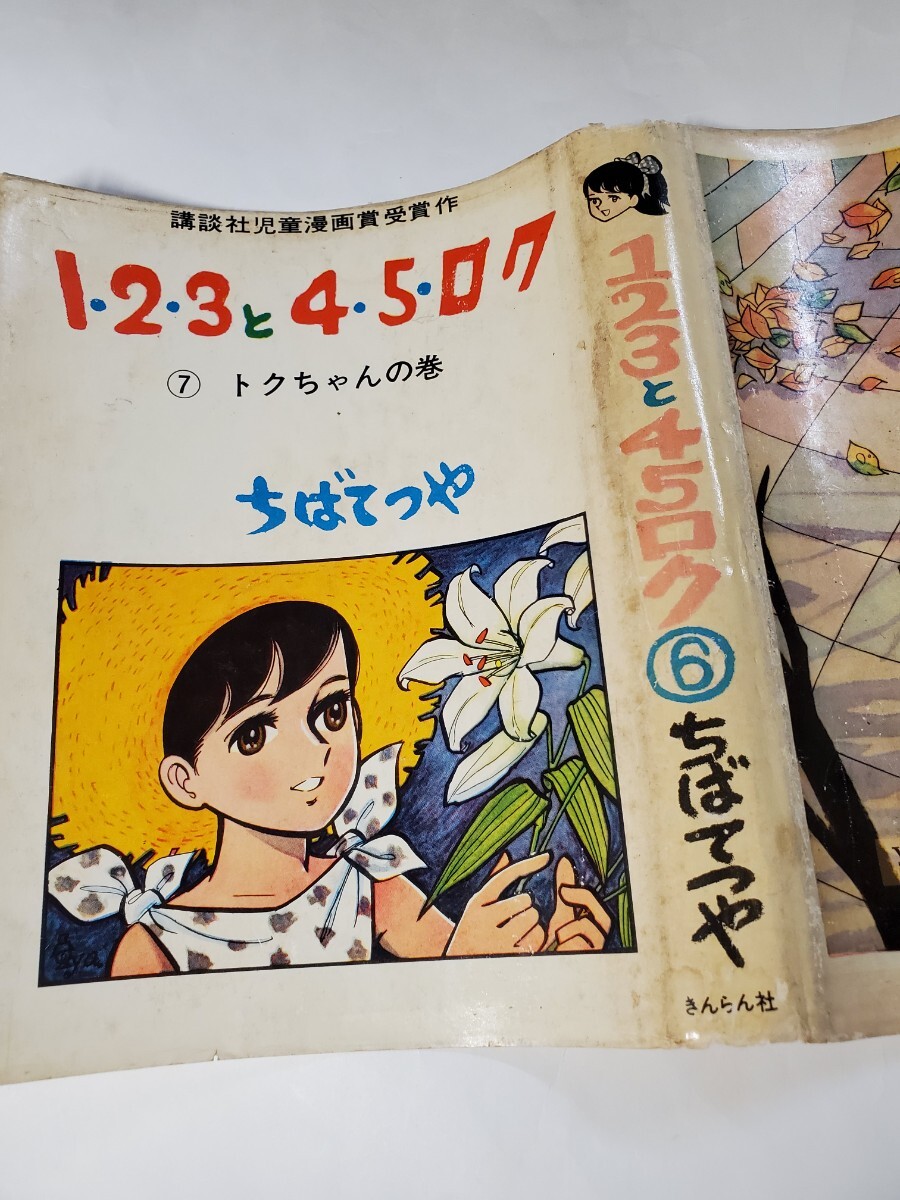 講談社児童漫画賞受賞作
1・2・3と4・5・ロク
⑦ トクちゃんの巻
ちばてつや
123と45ロク⑥
ちばてつや
きんらん社